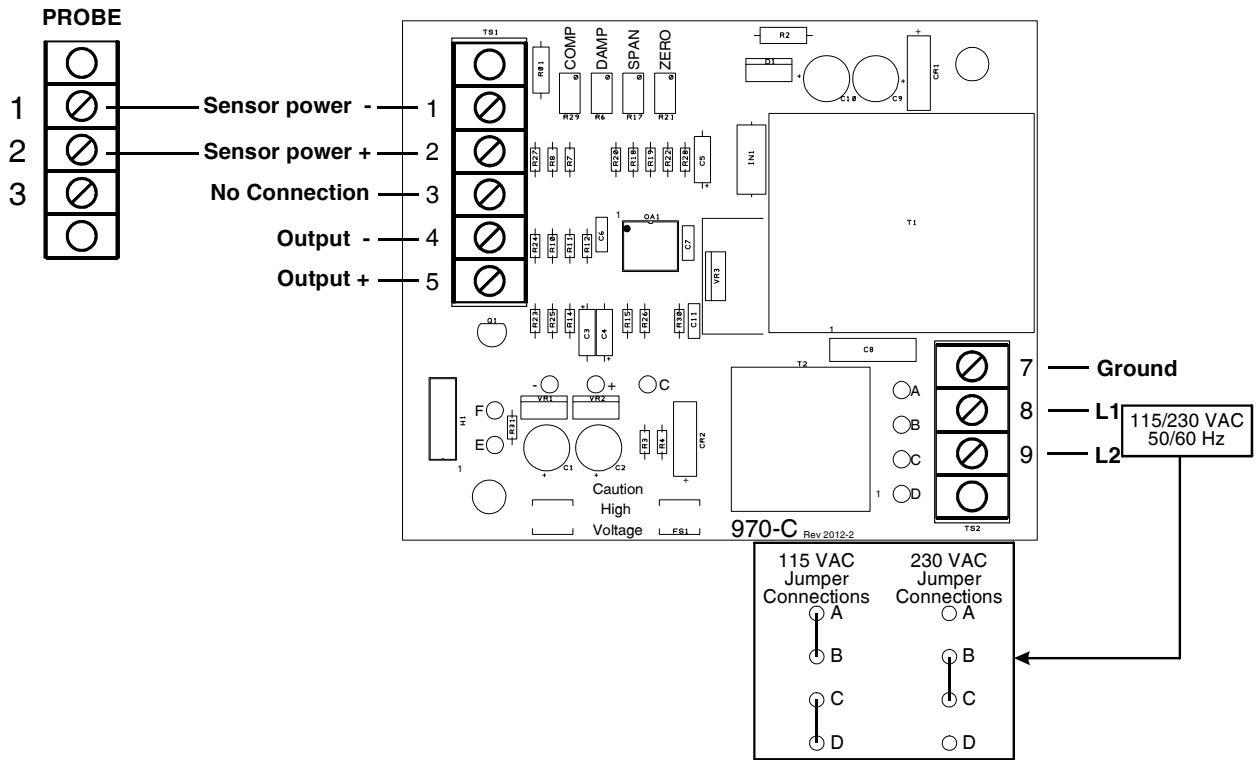 PROBE
1
2
3
Sensor power -
Sensor power +
No Connection
Output -
Output +
TS1
1
2
3
4
5
R01
COMP
DAMP
SPAN
ZERO
R29
R6
R17
R21
R2
D1
+
C10
C9
+
+
CR1
R27
R8
R7
R20
R18
R19
R22
R28
C5
+
IN1
T1
R24
R10
R11
R12
C6
1
OA1
C7
VR3
Q1
R23
R25
R14
+
C3
C4
+
R15
R26
R30
C11
1
C8
T2
- + C
VR1
VR2
H1
1
F
E
R31
C1
+
C2
+
R3
R4
CR2
+
A
B
C
1 D
7
8
9
TS2
Ground
L1
L2
115/230 VAC
50/60 Hz
Caution
High
Voltage
FS1
970-C Rev 2012-2
115 VAC
Jumper
Connections
A
B
C
D
230 VAC
Jumper
Connections
A
B
C
D